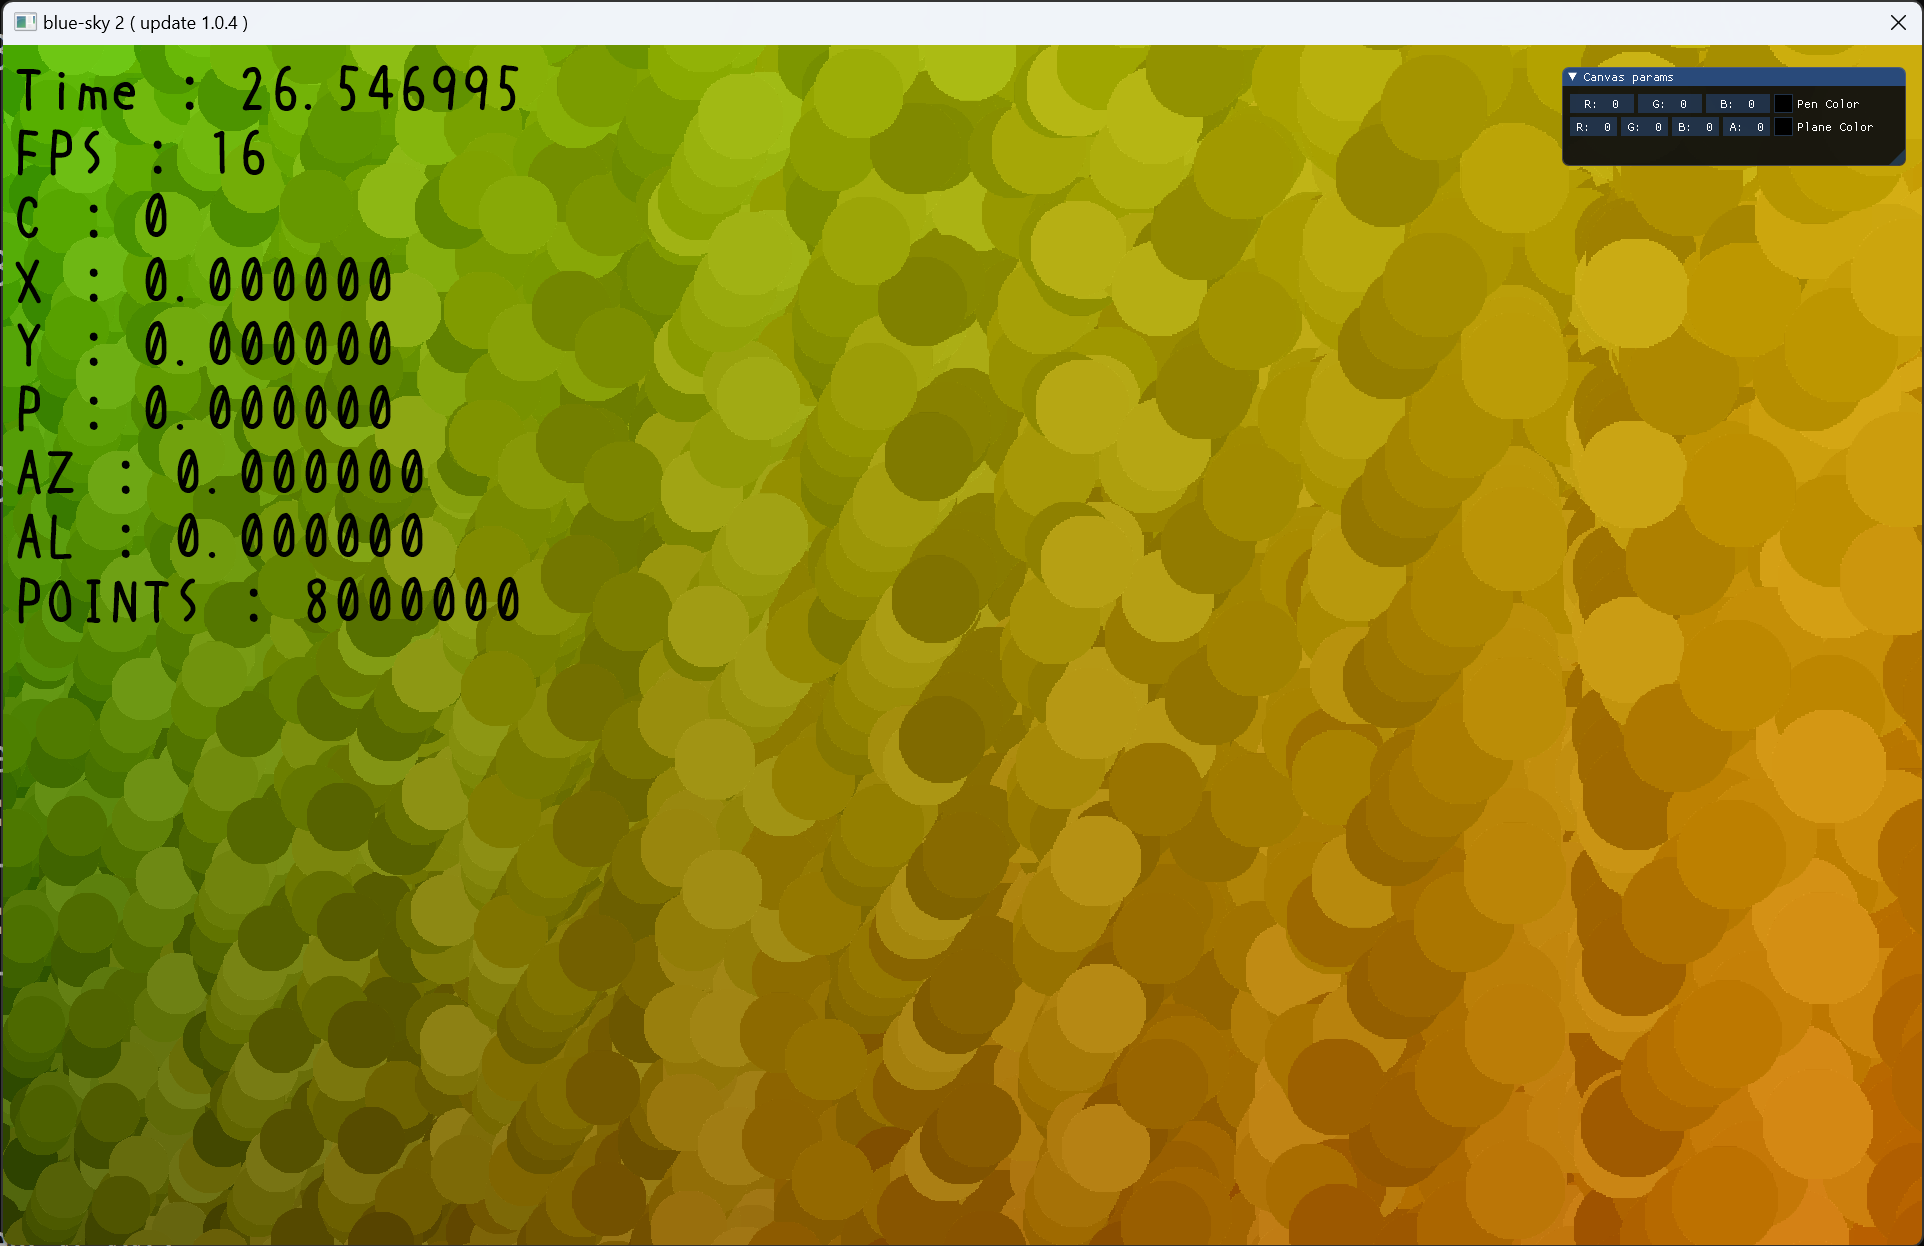 blue-sky 2 ( update 1.0.4 )
Time : 26.546995
FPS : 16
C : 0
X : 0.000000
Y : 0.000000
P : 0.000000
AZ : 0.000000
AL : 0.000000
POINTS : 8000000
Canvas params
R: 0 G: 0 B: 0 Pen Color
R: 0 G: 0 B: 0 A: 0 Plane Color